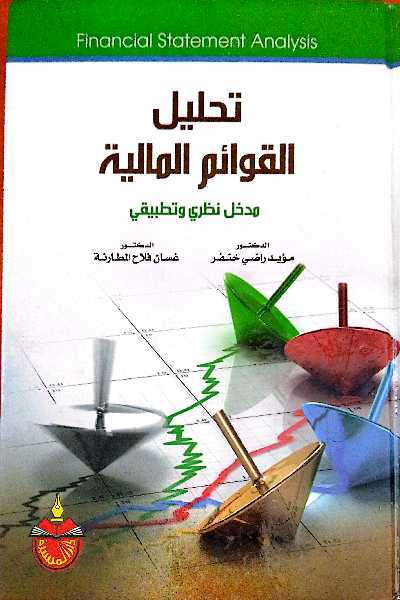 Financial Statement Analysis
تحليل
القوائم المالية
مدخل نظري وتطبيقي
الدكتور
مؤيد راضي خنفر
الدكتور
غسان فلاح المطارنة